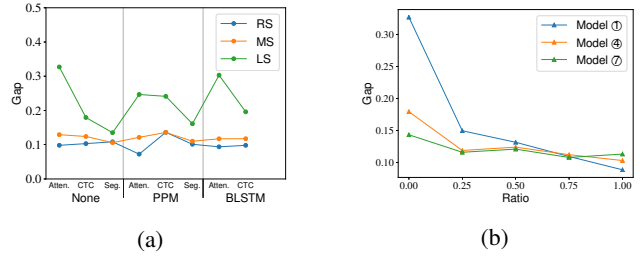 0.5
0.4
0.3
0.2
0.1
0.0
Gap
RS
MS
LS
Atten. CTC Seg. Atten. CTC Seg. Atten. CTC
None PPM BLSTM
(a)
0.30
0.25
0.20
0.15
0.10
Gap
Model ①
Model ④
Model ⑦
0.00 0.25 0.50 0.75 1.00
Ratio
(b)